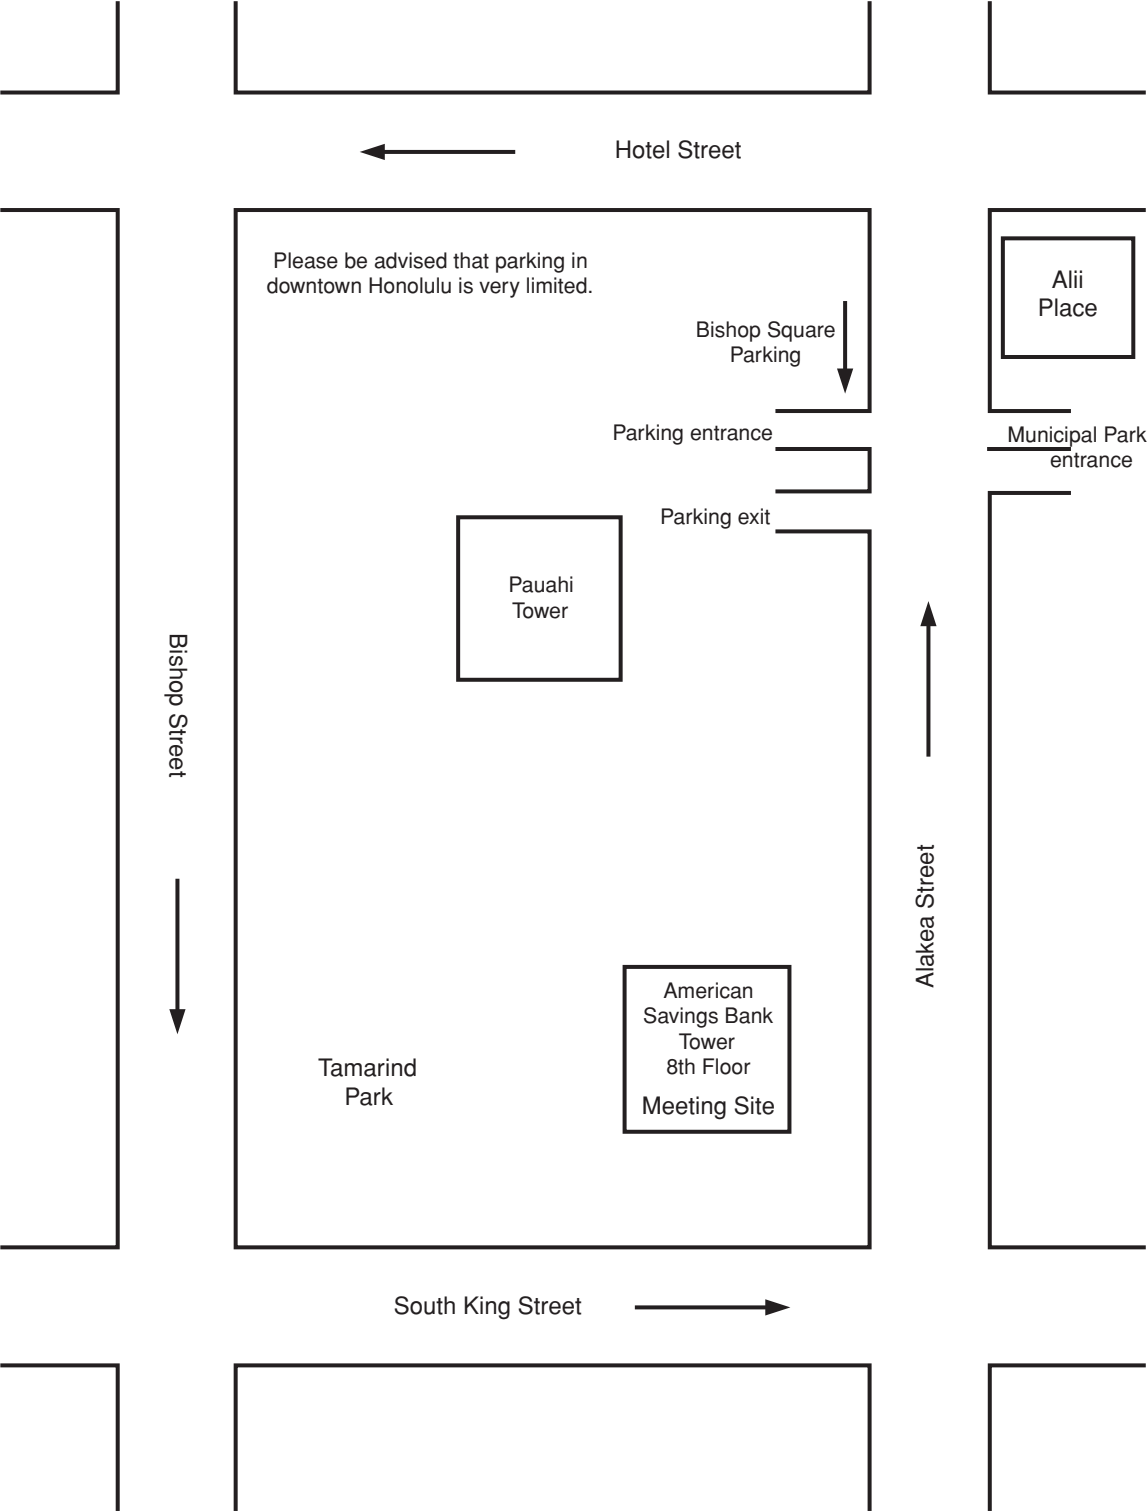 Hotel Street
Please be advised that parking in
downtown Honolulu is very limited.
Alii
Place
Bishop Square
Parking
Parking entrance
Municipal Park
entrance
Parking exit
Pauahi
Tower
Bishop Street
Alakea Street
American
Savings Bank
Tower
8th Floor
Meeting Site
Tamarind
Park
South King Street